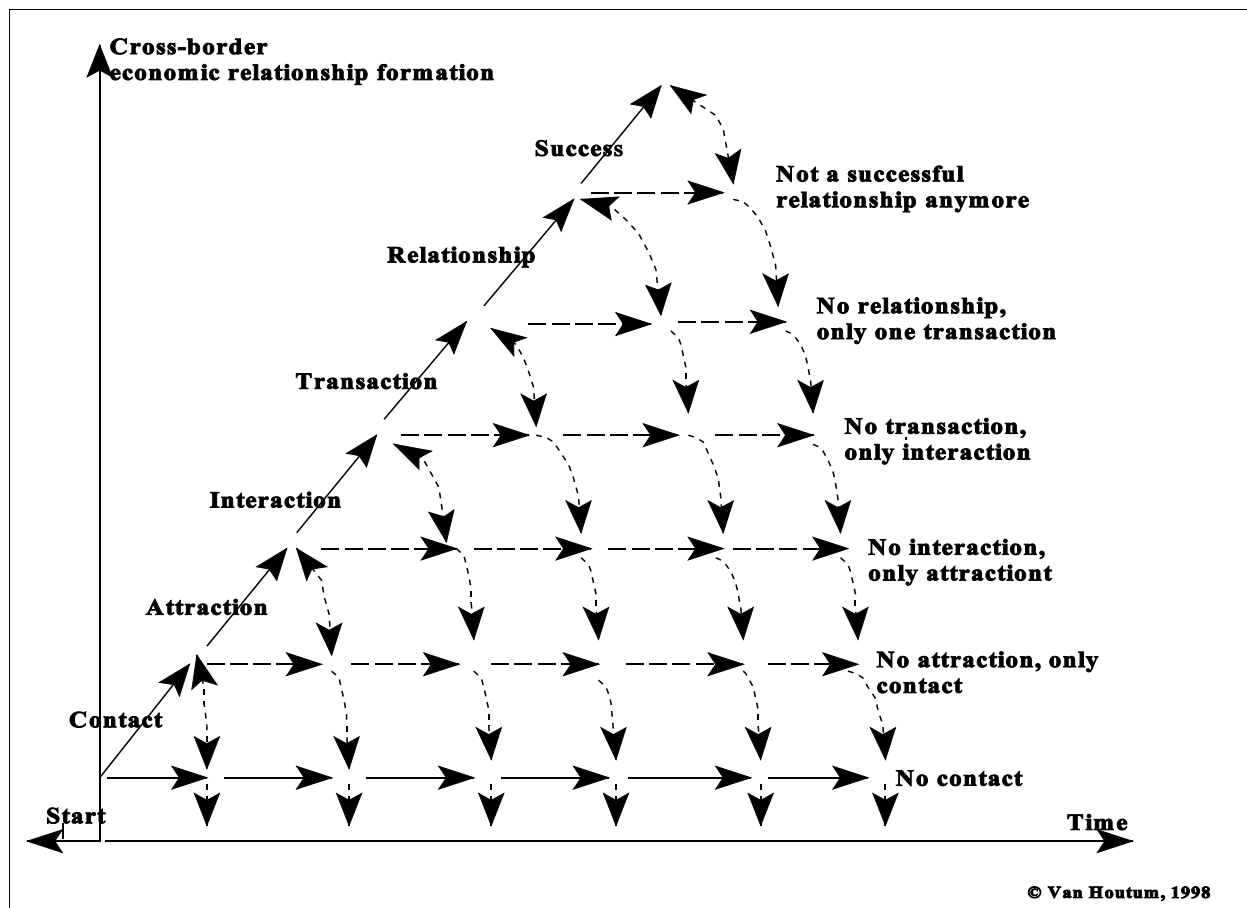 Cross-border
economic relationship formation
Success
Not a successful
relationship anymore
Relationship
No relationship,
only one transaction
Transaction
No transaction,
only interaction
Interaction
No interaction,
only attractiont
Attraction
No attraction, only
contact
Contact
No contact
Start
Time
© Van Houtum, 1998